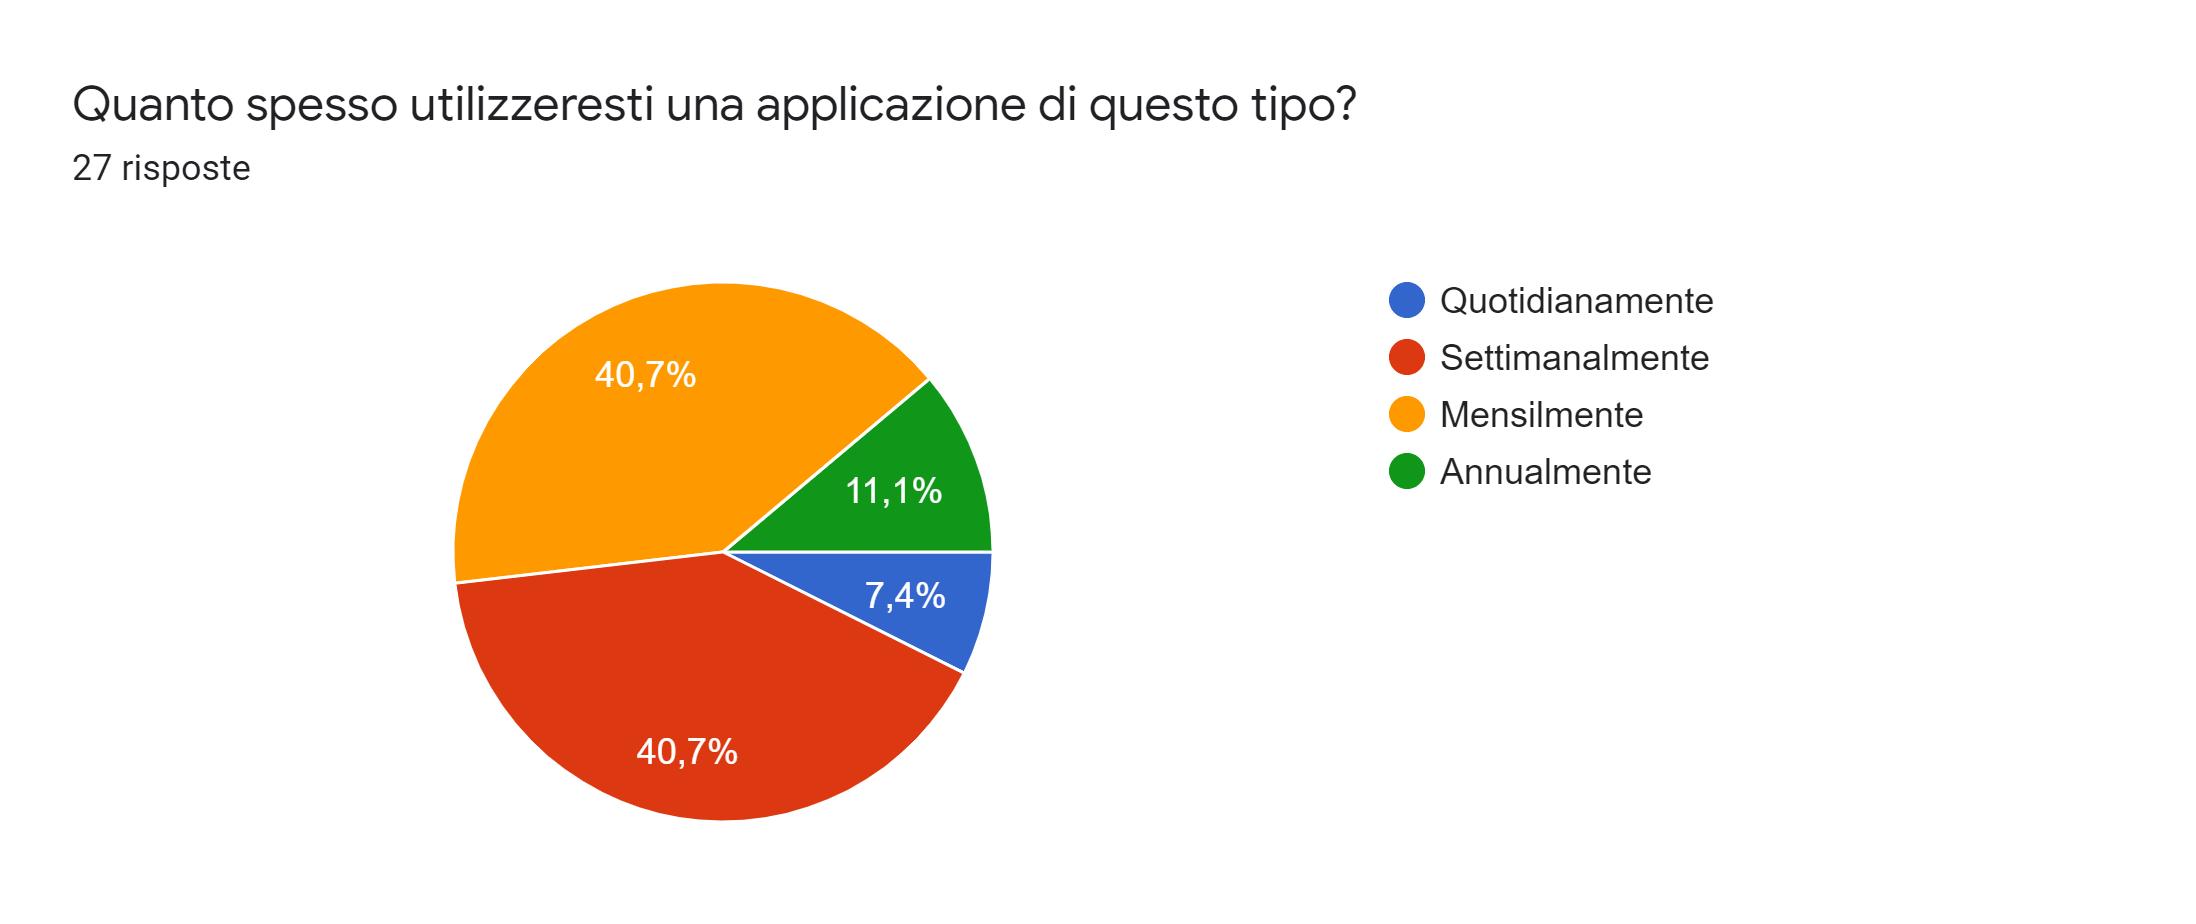 Quanto spesso utilizzeresti una applicazione di questo tipo?
27 risposte
40,7%
11,1%
7,4%
40,7%
Quotidianamente
Settimanalmente
Mensilmente
Annualmente